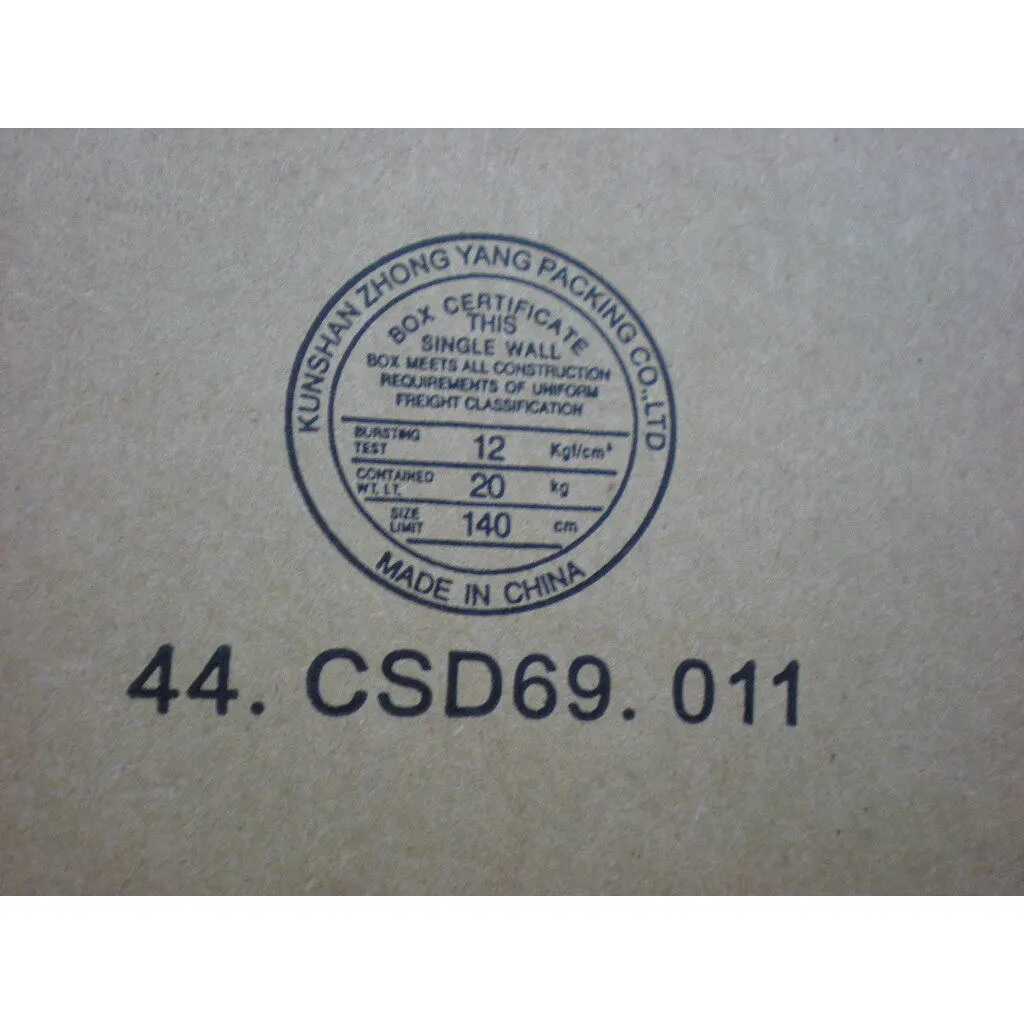 KUNSHAN ZHONG YANG PACKING CO.,LTD
BOX CERTIFICATE
THIS
SINGLE WALL
BOX MEETS ALL CONSTRUCTION
REQUIREMENTS OF UNIFORM
FREIGHT CLASSIFICATION
BURSTING TEST 12 Kgf/cm²
CONTAINED WT. LT. 20 kg
SIZE LIMIT 140 cm
MADE IN CHINA
44. CSD69. 011